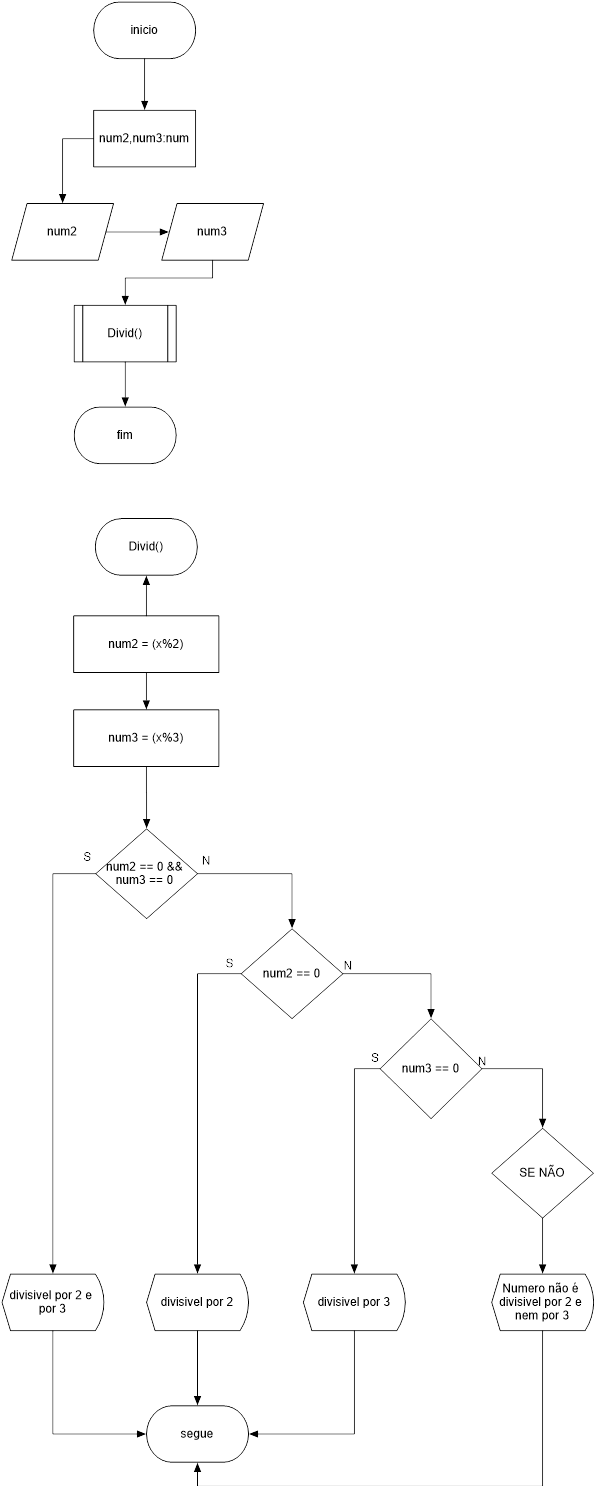 inicio
num2,num3:num
num2
num3
Divid()
fim
Divid()
num2 = (x%2)
num3 = (x%3)
S
N
num2 == 0 &&
num3 == 0
S
N
num2 == 0
S
N
num3 == 0
SE NÃO
divisivel por 2 e
por 3
divisivel por 2
divisivel por 3
Numero não é
divisivel por 2 e
nem por 3
segue